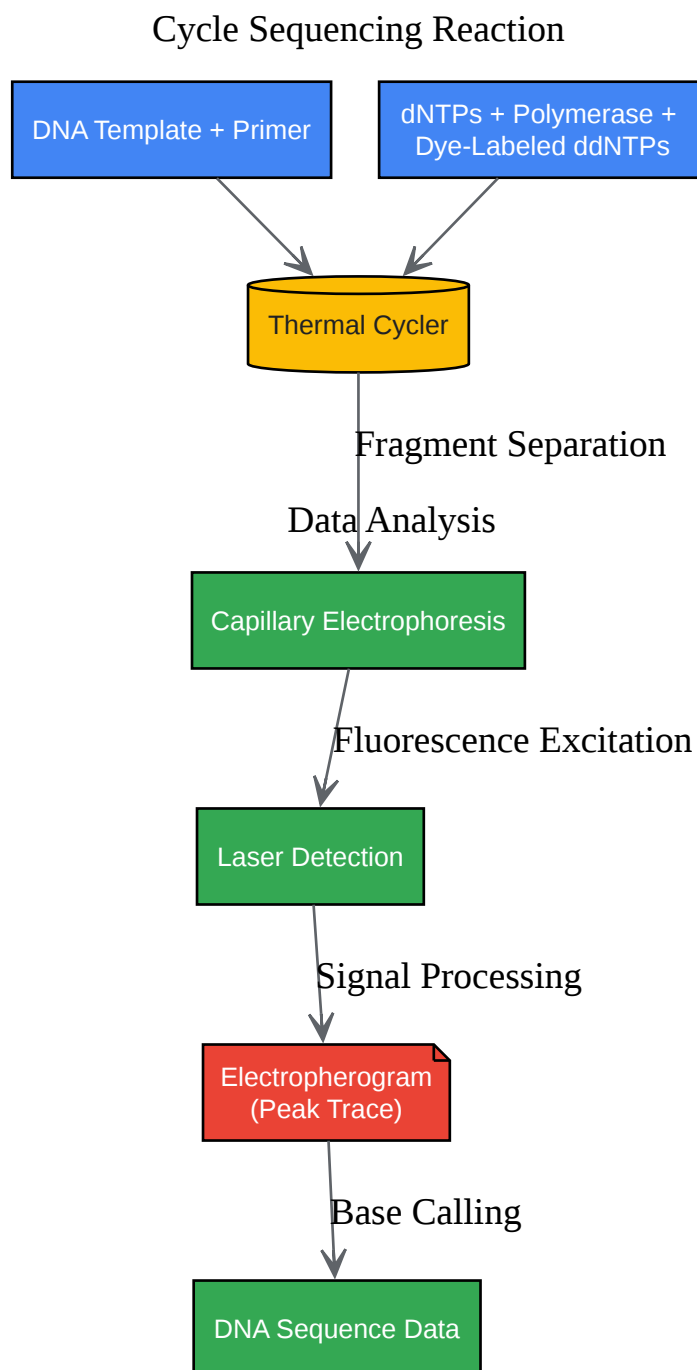 Cycle Sequencing Reaction
DNA Template + Primer
dNTPs + Polymerase +
Dye-Labeled ddNTPs
Thermal Cycler
Fragment Separation
Data Analysis
Capillary Electrophoresis
Fluorescence Excitation
Laser Detection
Signal Processing
Electropherogram
(Peak Trace)
Base Calling
DNA Sequence Data